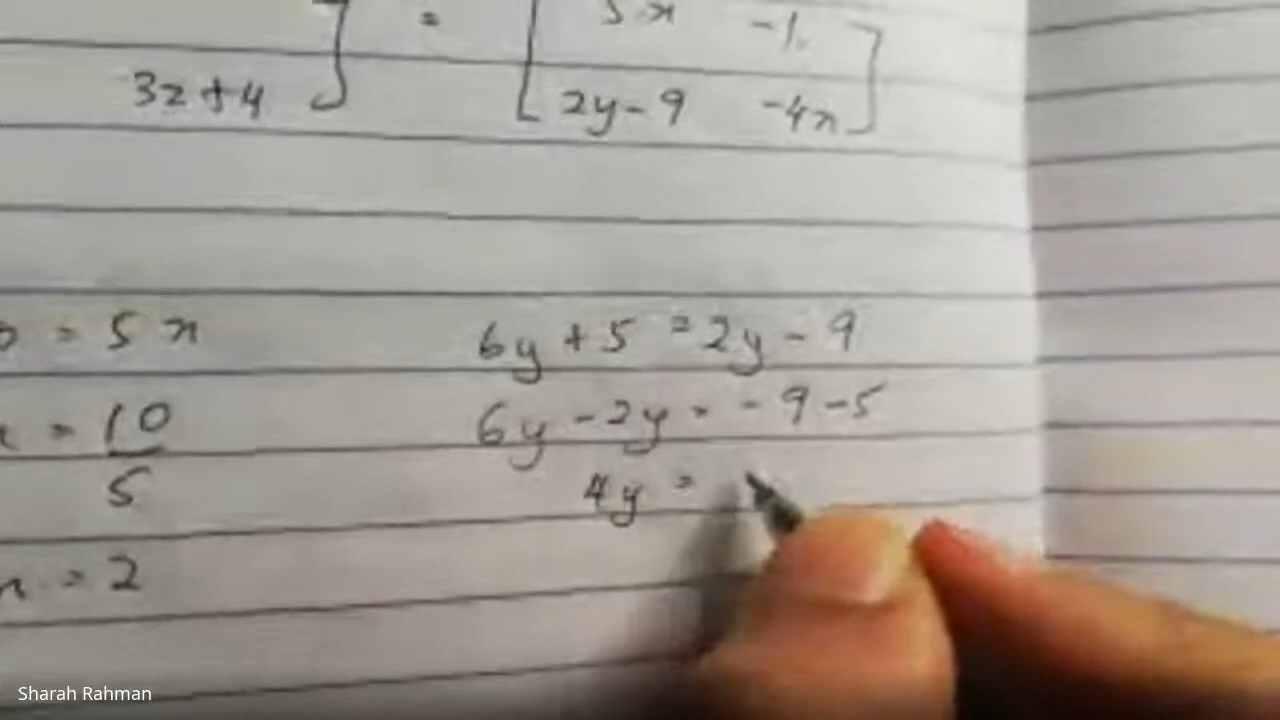 = 5x -1
3z+4 2y-9 -4x
= 5x 6y+5 = 2y-9
= 10/5 6y-2y = -9-5
4y =
x = 2
Sharah Rahman